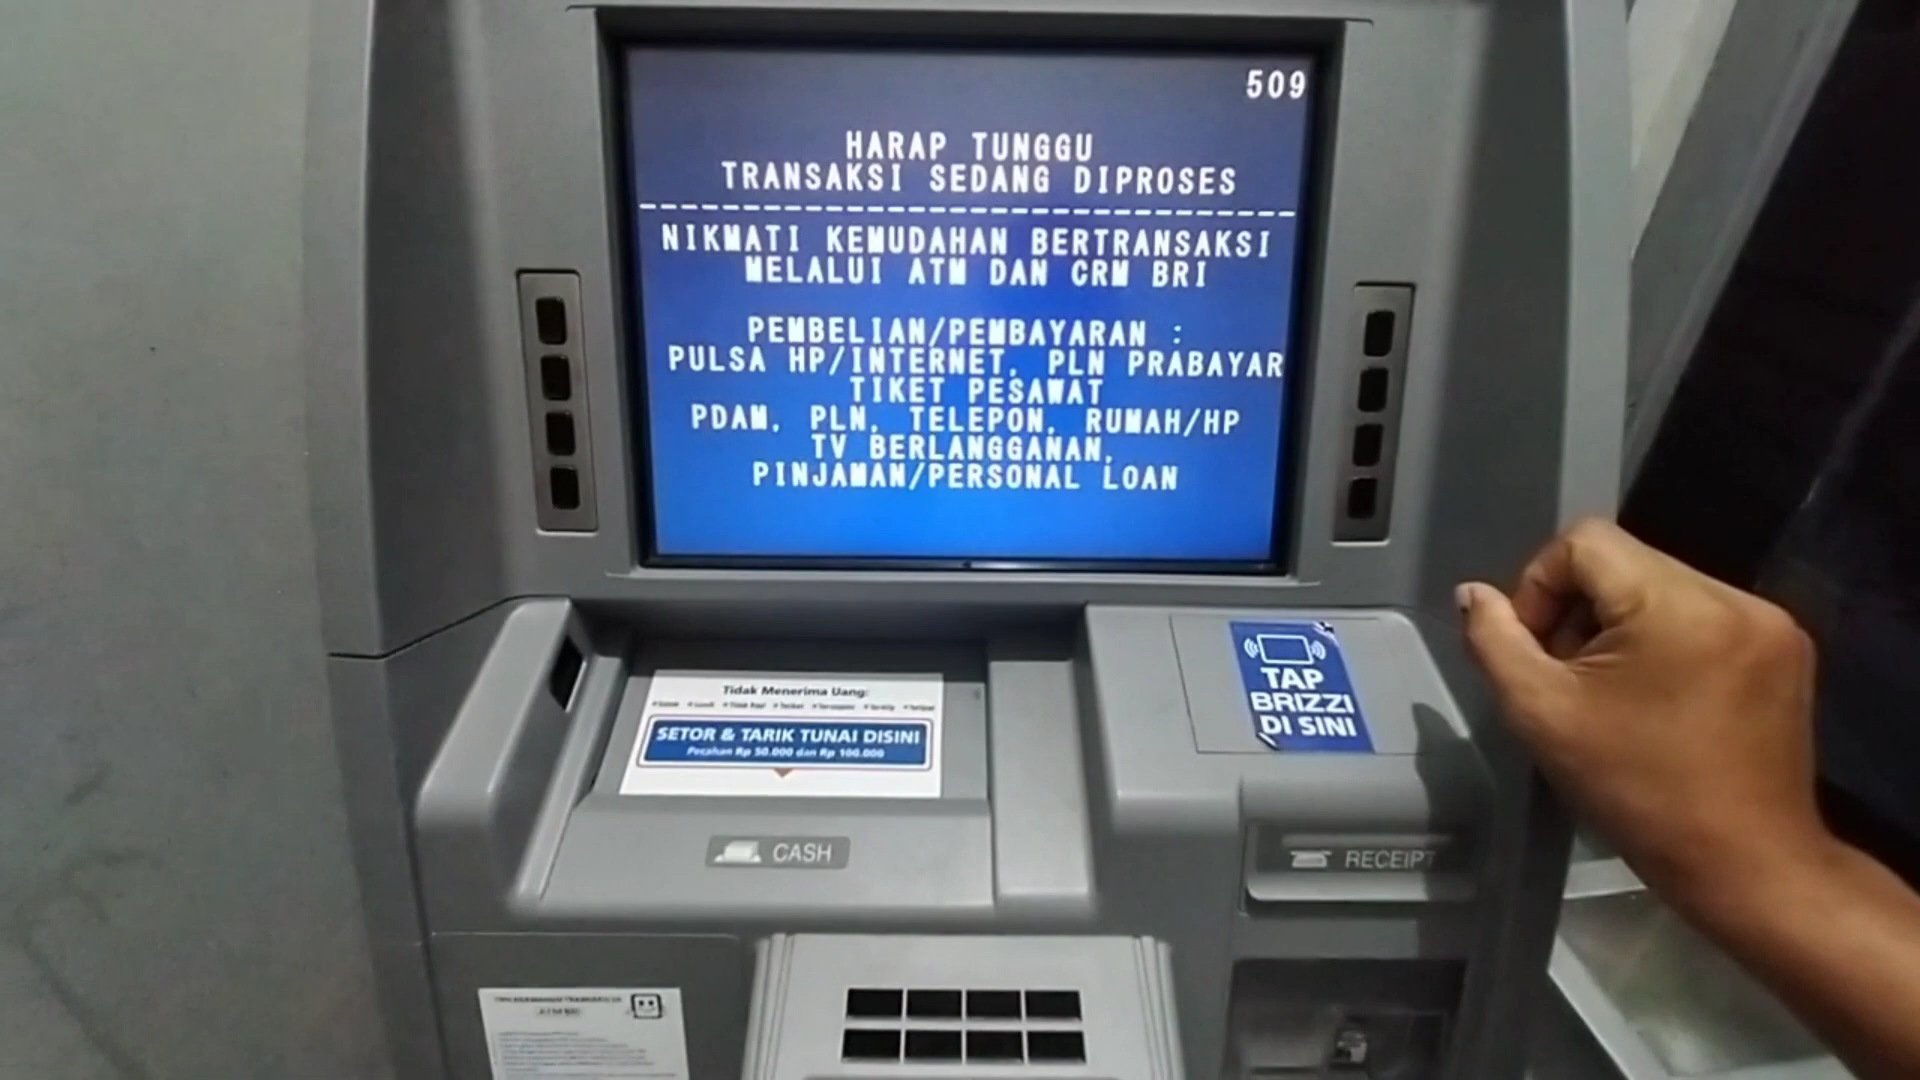 509
HARAP TUNGGU
TRANSAKSI SEDANG DIPROSES
NIKMATI KEMUDAHAN BERTRANSAKSI
MELALUI ATM DAN CRM BRI
PEMBELIAN/PEMBAYARAN :
PULSA HP/INTERNET, PLN PRABAYAR
TIKET PESAWAT
PDAM, PLN, TELEPON, RUMAH/HP
TV BERLANGGANAN,
PINJAMAN/PERSONAL LOAN
Tidak Menerima Uang:
SETOR & TARIK TUNAI DISINI
Pecahan Rp 50.000 dan Rp 100.000
TAP
BRIZZI
DI SINI
CASH
RECEIPT
ATM BRI